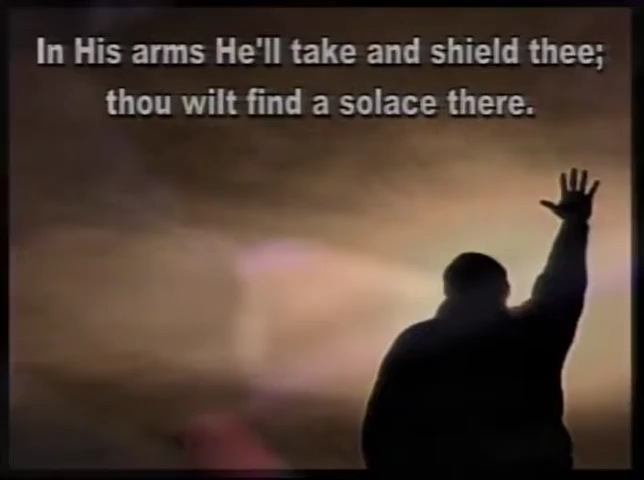 In His arms He'll take and shield thee;
thou wilt find a solace there.